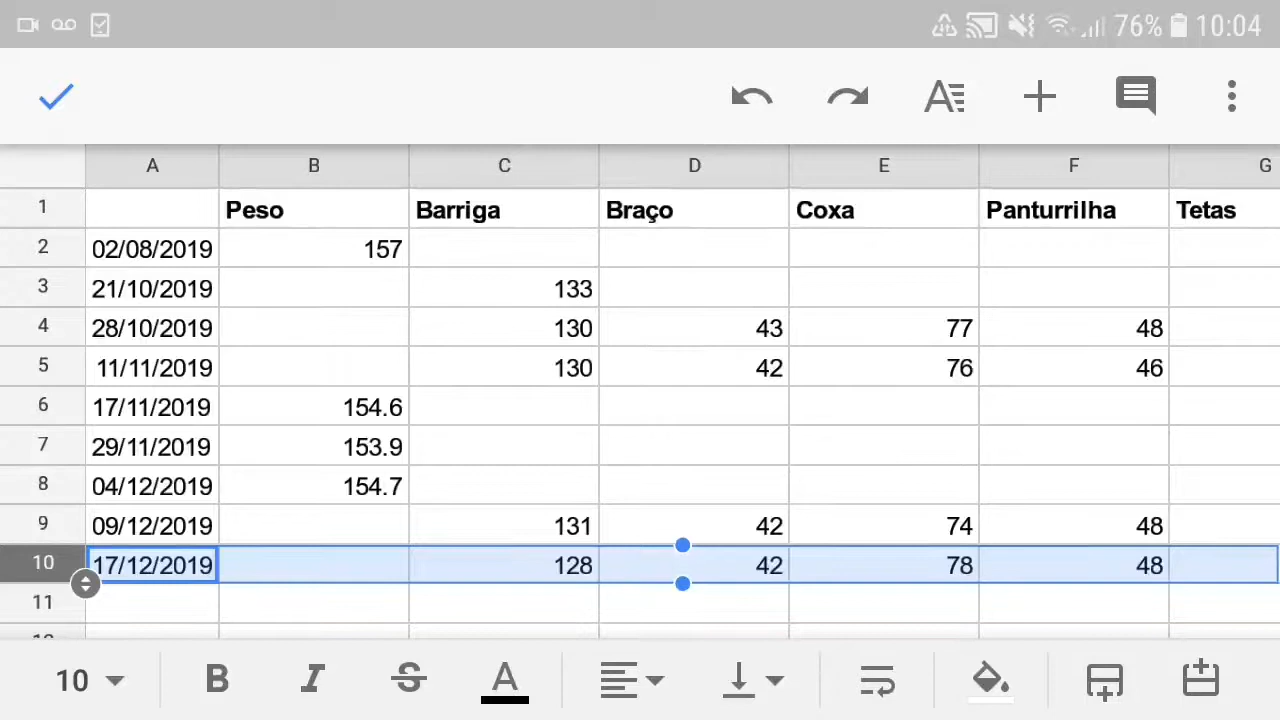 76% 10:04
A B C D E F G
1 Peso Barriga Braço Coxa Panturrilha Tetas
2 02/08/2019 157
3 21/10/2019 133
4 28/10/2019 130 43 77 48
5 11/11/2019 130 42 76 46
6 17/11/2019 154.6
7 29/11/2019 153.9
8 04/12/2019 154.7
9 09/12/2019 131 42 74 48
10 17/12/2019 128 42 78 48
11
12
10 B I S A